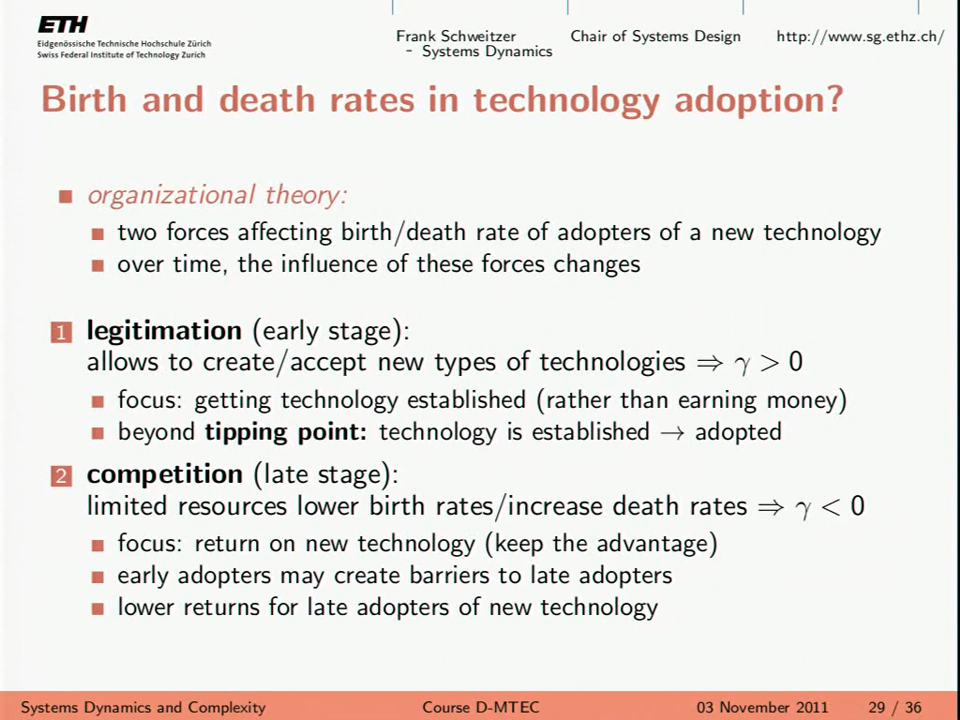 ETH
Eidgenössische Technische Hochschule Zürich
Swiss Federal Institute of Technology Zurich
Frank Schweitzer
- Systems Dynamics
Chair of Systems Design
http://www.sg.ethz.ch/
Birth and death rates in technology adoption?
organizational theory:
two forces affecting birth/death rate of adopters of a new technology
over time, the influence of these forces changes
1 legitimation (early stage):
allows to create/accept new types of technologies ⇒ γ > 0
focus: getting technology established (rather than earning money)
beyond tipping point: technology is established → adopted
2 competition (late stage):
limited resources lower birth rates/increase death rates ⇒ γ < 0
focus: return on new technology (keep the advantage)
early adopters may create barriers to late adopters
lower returns for late adopters of new technology
Systems Dynamics and Complexity
Course D-MTEC
03 November 2011
29 / 36